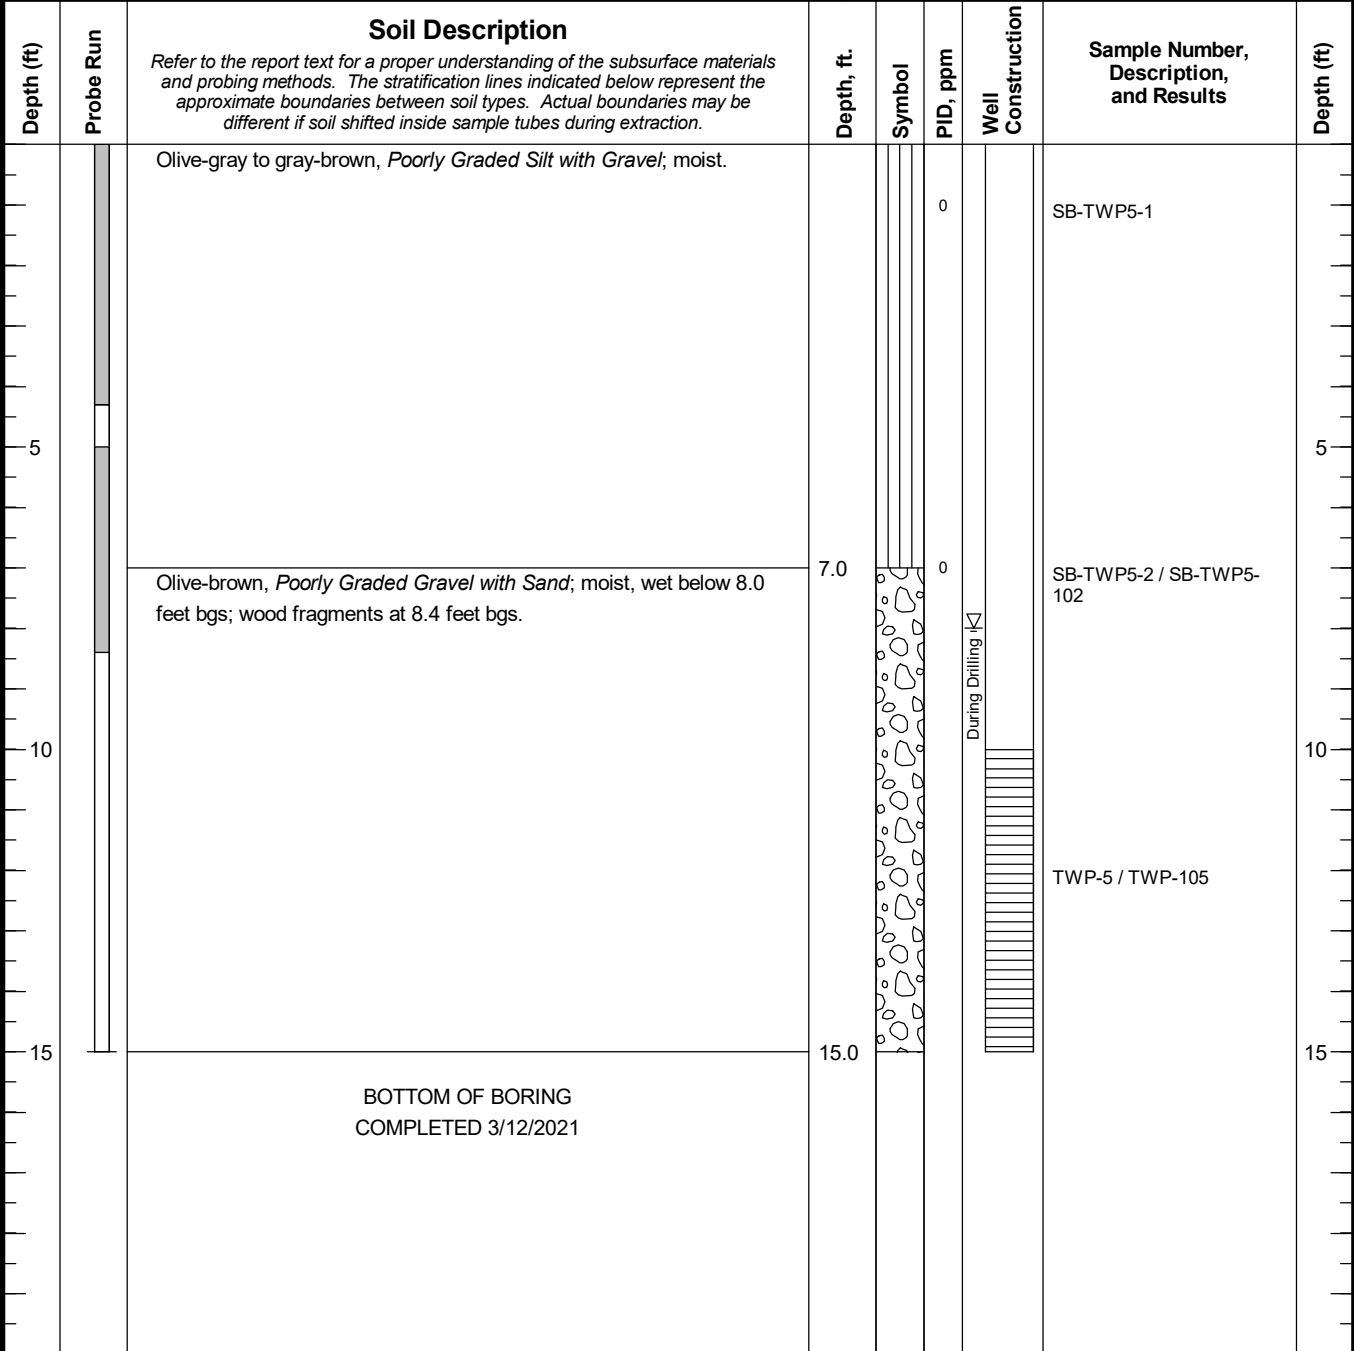 Depth (ft)
Probe Run
Soil Description
Refer to the report text for a proper understanding of the subsurface materials
and probing methods. The stratification lines indicated below represent the
approximate boundaries between soil types. Actual boundaries may be
different if soil shifted inside sample tubes during extraction.
Depth, ft.
Symbol
PID, ppm
Well
Construction
Sample Number,
Description,
and Results
Depth (ft)
Olive-gray to gray-brown, Poorly Graded Silt with Gravel; moist.
0
SB-TWP5-1
5
5
7.0
0
Olive-brown, Poorly Graded Gravel with Sand; moist, wet below 8.0
feet bgs; wood fragments at 8.4 feet bgs.
SB-TWP5-2 / SB-TWP5-
102
During Drilling
10
10
TWP-5 / TWP-105
15
15.0
15
BOTTOM OF BORING
COMPLETED 3/12/2021